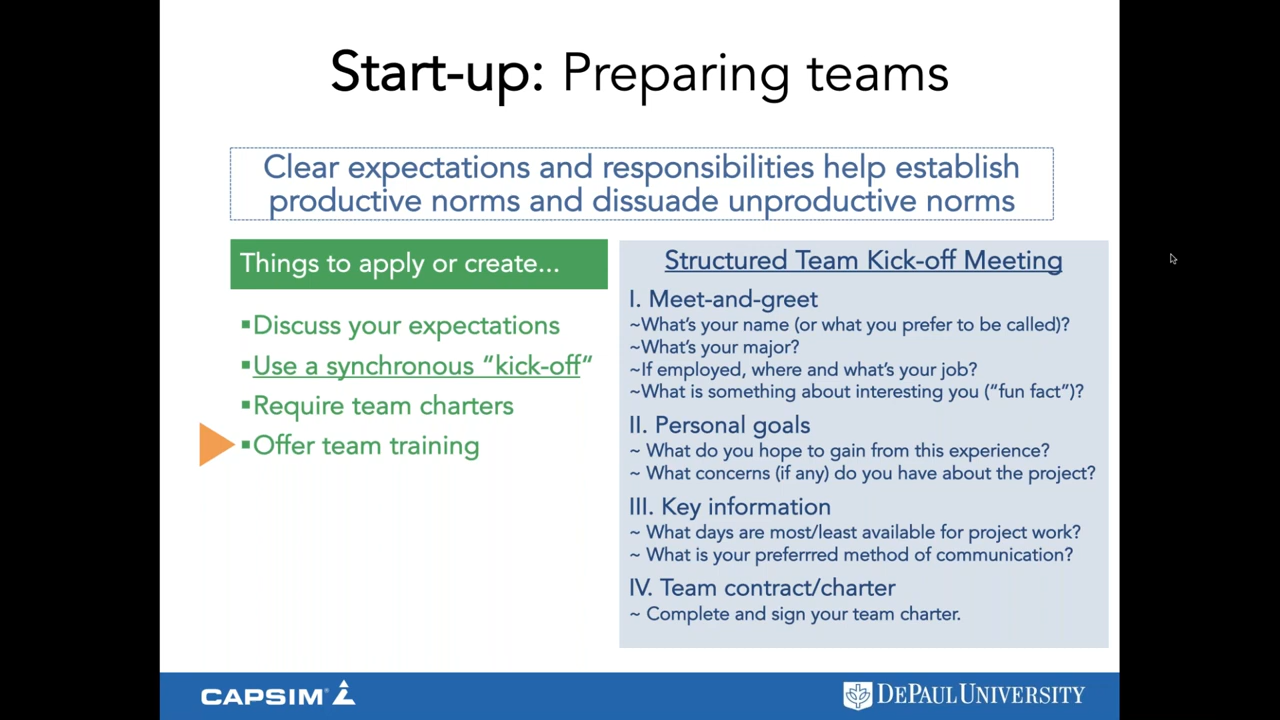 Start-up: Preparing teams
Clear expectations and responsibilities help establish
productive norms and dissuade unproductive norms
Things to apply or create...
▪Discuss your expectations
▪Use a synchronous “kick-off”
▪Require team charters
▪Offer team training
Structured Team Kick-off Meeting
I. Meet-and-greet
~What’s your name (or what you prefer to be called)?
~What’s your major?
~If employed, where and what’s your job?
~What is something about interesting you (“fun fact”)?
II. Personal goals
~ What do you hope to gain from this experience?
~ What concerns (if any) do you have about the project?
III. Key information
~ What days are most/least available for project work?
~ What is your preferrred method of communication?
IV. Team contract/charter
~ Complete and sign your team charter.
CAPSIM®
DEPAUL UNIVERSITY